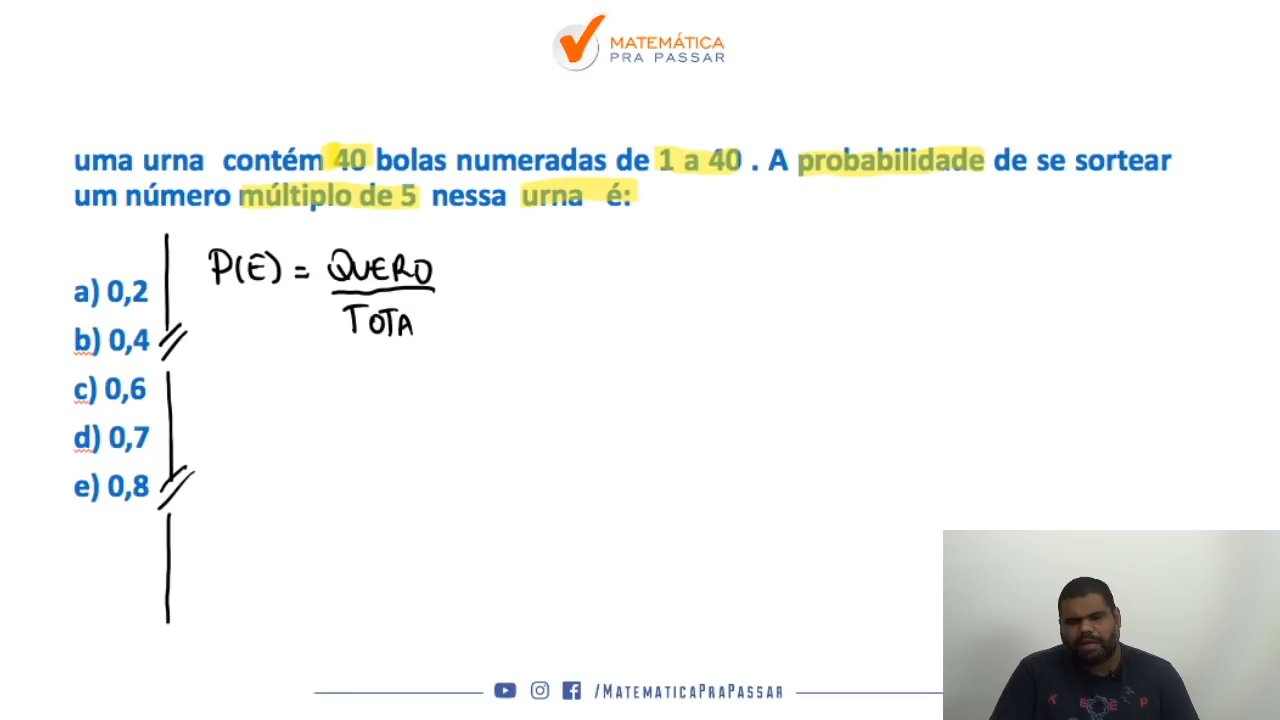 MATEMÁTICA
PRA PASSAR
uma urna contém 40 bolas numeradas de 1 a 40 . A probabilidade de se sortear
um número múltiplo de 5 nessa urna é:
P(E) = QUERO
TOTA
a) 0,2
b) 0,4
c) 0,6
d) 0,7
e) 0,8
/MATEMATICAPRAPASSAR